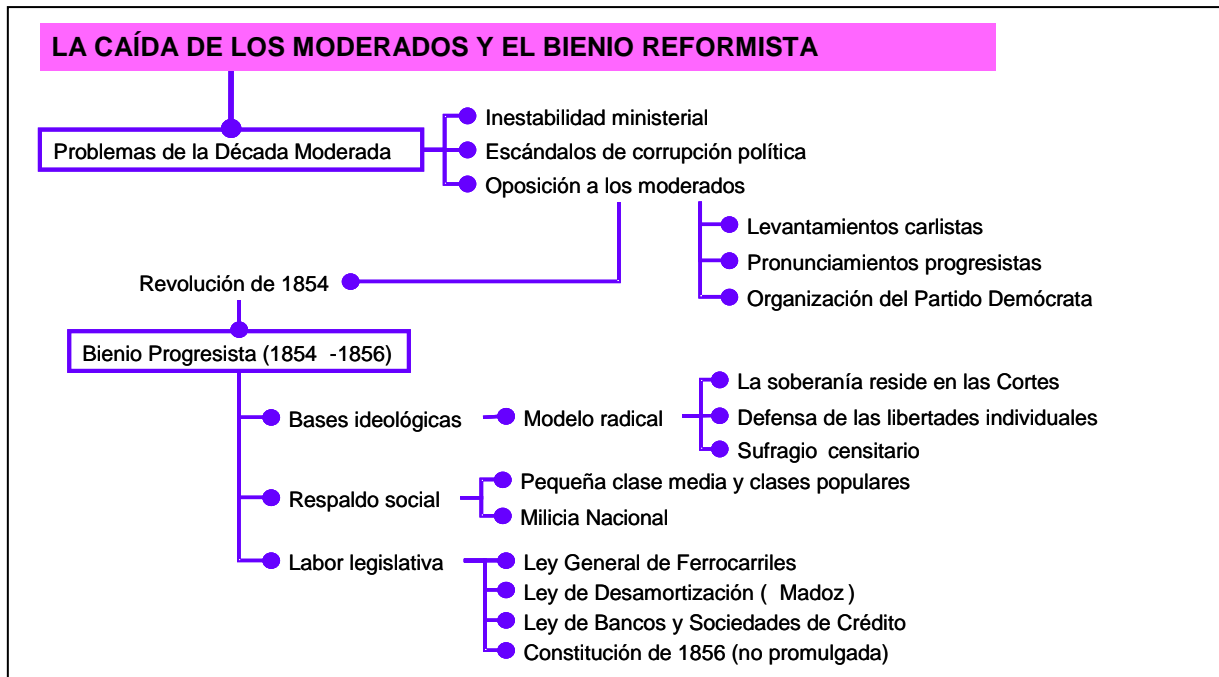 LA CAÍDA DE LOS MODERADOS Y EL BIENIO REFORMISTA
Problemas de la Década Moderada
Inestabilidad ministerial
Escándalos de corrupción política
Oposición a los moderados
Levantamientos carlistas
Pronunciamientos progresistas
Organización del Partido Demócrata
Revolución de 1854
Bienio Progresista (1854 -1856)
Bases ideológicas
Modelo radical
La soberanía reside en las Cortes
Defensa de las libertades individuales
Sufragio censitario
Respaldo social
Pequeña clase media y clases populares
Milicia Nacional
Labor legislativa
Ley General de Ferrocarriles
Ley de Desamortización ( Madoz )
Ley de Bancos y Sociedades de Crédito
Constitución de 1856 (no promulgada)